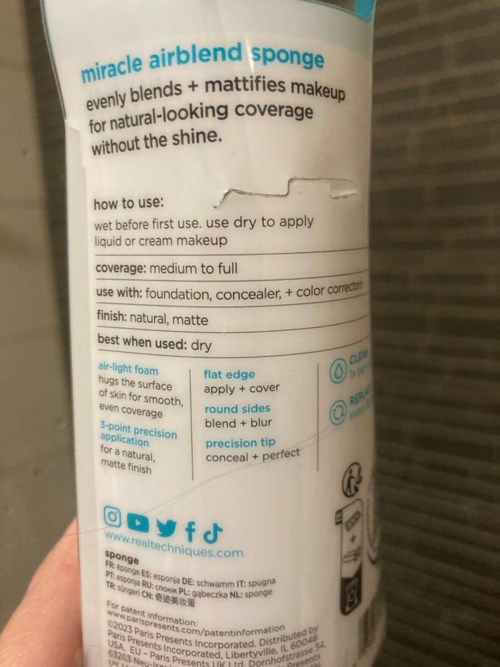 miracle airblend sponge
evenly blends + mattifies makeup
for natural-looking coverage
without the shine.
how to use:
wet before first use. use dry to apply
liquid or cream makeup
coverage: medium to full
use with: foundation, concealer, + color correctors
finish: natural, matte
best when used: dry
air-light foam
hugs the surface
of skin for smooth,
even coverage
3-point precision
application
for a natural,
matte finish
flat edge
apply + cover
round sides
blend + blur
precision tip
conceal + perfect
CLEAN
www.realtechniques.com
sponge
FR: éponge ES: esponja DE: schwamm IT: spugna
PT: esponja RU: спонж PL: gąbeczka NL: sponge
TR: sünger CN: 奇迹美妆蛋
For patent information:
www.parispresents.com/patentinformation
©2023 Paris Presents Incorporated. Distributed by
Paris Presents Incorporated, Libertyville, IL 60048
USA. EU - Paris Presents UK Ltd, Dornhofstrasse 34,
63263 Neu-